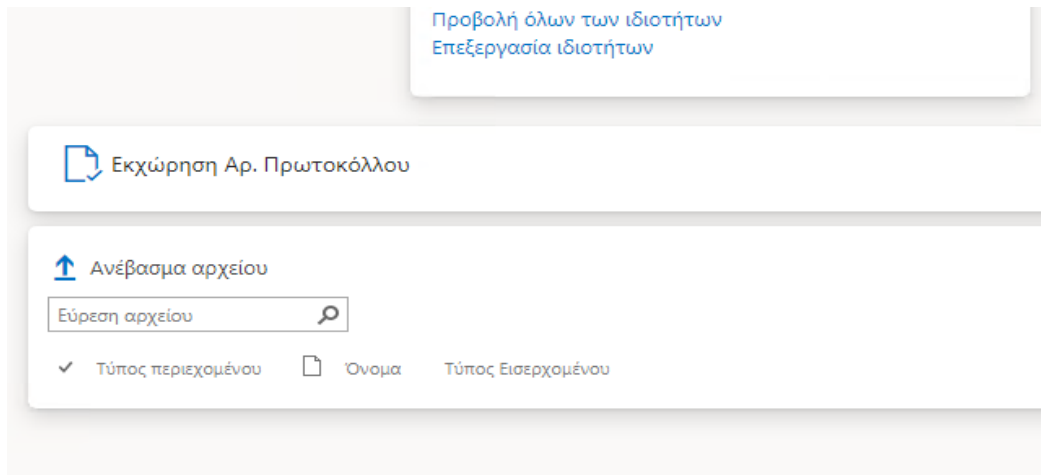 Προβολή όλων των ιδιοτήτων
Επεξεργασία ιδιοτήτων
Εκχώρηση Αρ. Πρωτοκόλλου
Ανέβασμα αρχείου
Εύρεση αρχείου
Τύπος περιεχομένου Όνομα Τύπος Εισερχομένου